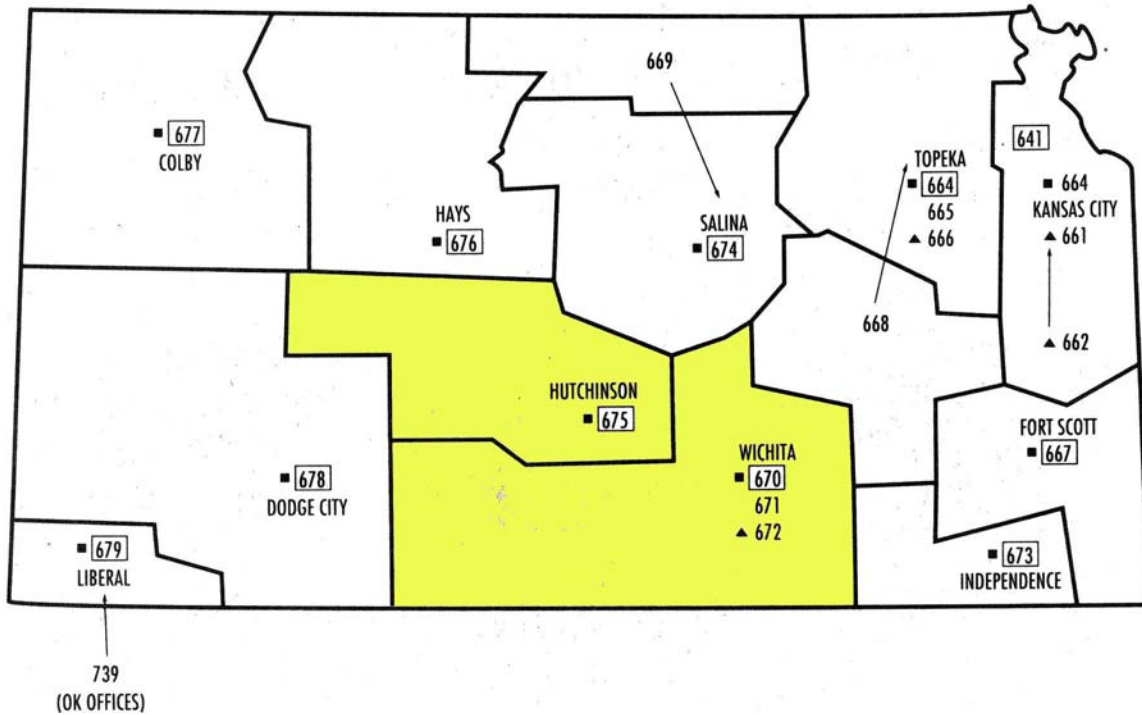 669
677
COLBY
HAYS
676
SALINA
674
TOPEKA
664
665
666
668
641
664
KANSAS CITY
661
662
HUTCHINSON
675
WICHITA
670
671
672
FORT SCOTT
667
678
DODGE CITY
679
LIBERAL
673
INDEPENDENCE
739
(OK OFFICES)